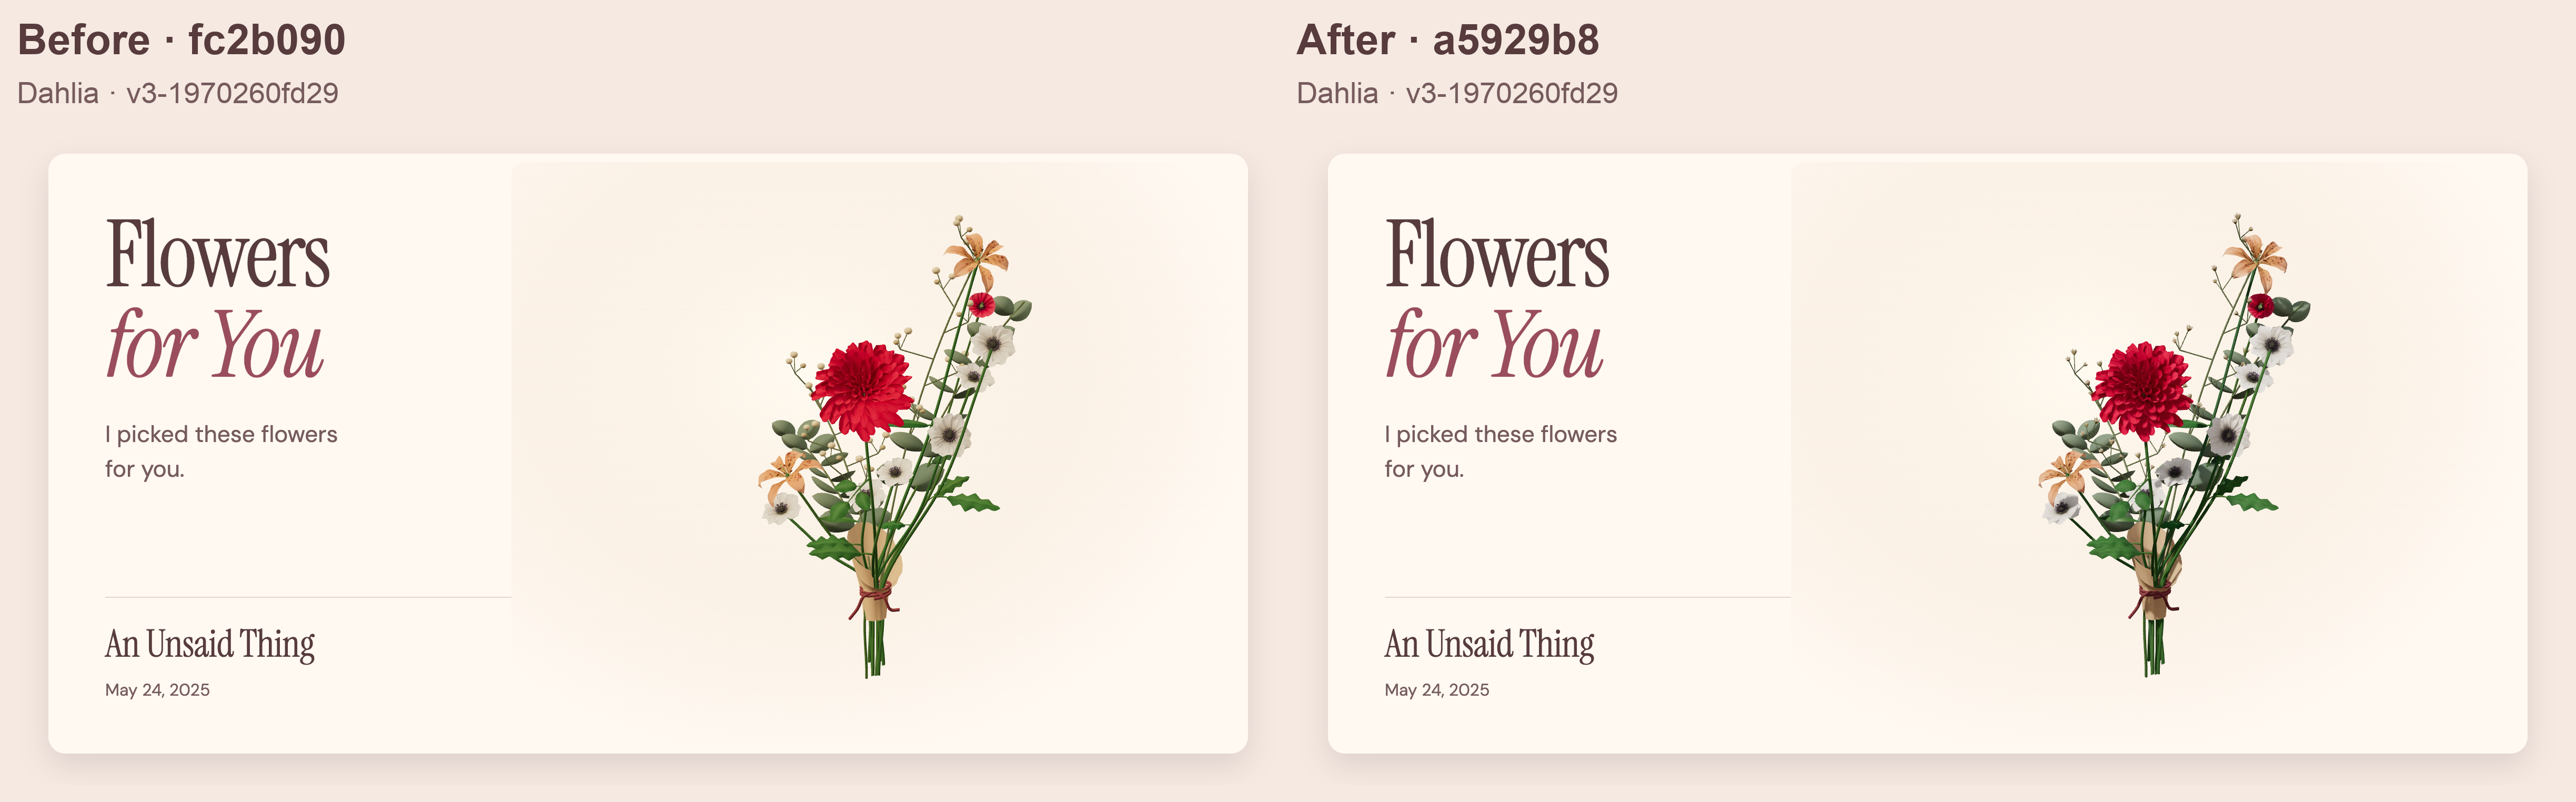 Before · fc2b090
Dahlia · v3-1970260fd29
Flowers
for You
I picked these flowers
for you.
An Unsaid Thing
May 24, 2025
After · a5929b8
Dahlia · v3-1970260fd29
Flowers
for You
I picked these flowers
for you.
An Unsaid Thing
May 24, 2025